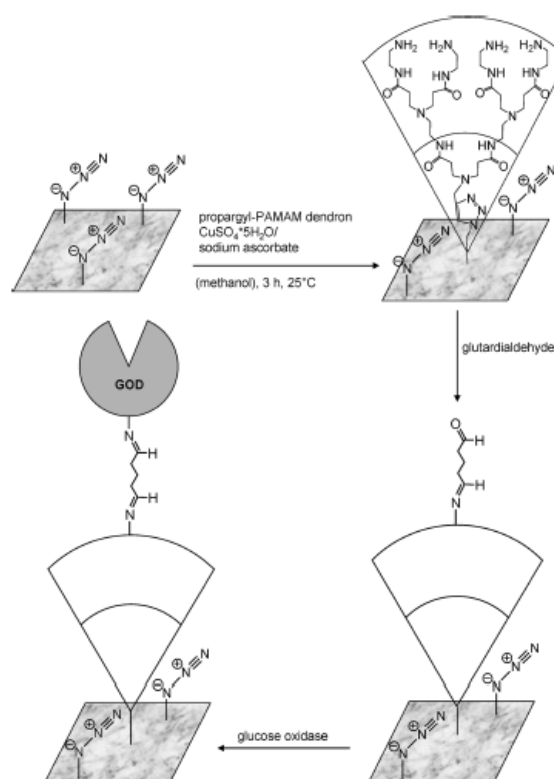 NH₂ H₂N NH₂ H₂N
NH HN NH HN
O O O O
N N
NH HN
O O
N
N
N
N
N
N
N
⊖ ⊕
N
N
N
⊖ ⊕
N
N
N
⊖ ⊕
N
N
N
⊖ ⊕
N
N
N
⊖ ⊕
propargyl-PAMAM dendron
CuSO₄*5H₂O/
sodium ascorbate
(methanol), 3 h, 25°C
glutardialdehyde
GOD
N
H
H
N
O
H
H
N
N
N
N
⊖ ⊕
N
N
N
⊖ ⊕
N
N
N
⊖ ⊕
N
N
N
⊖ ⊕
glucose oxidase